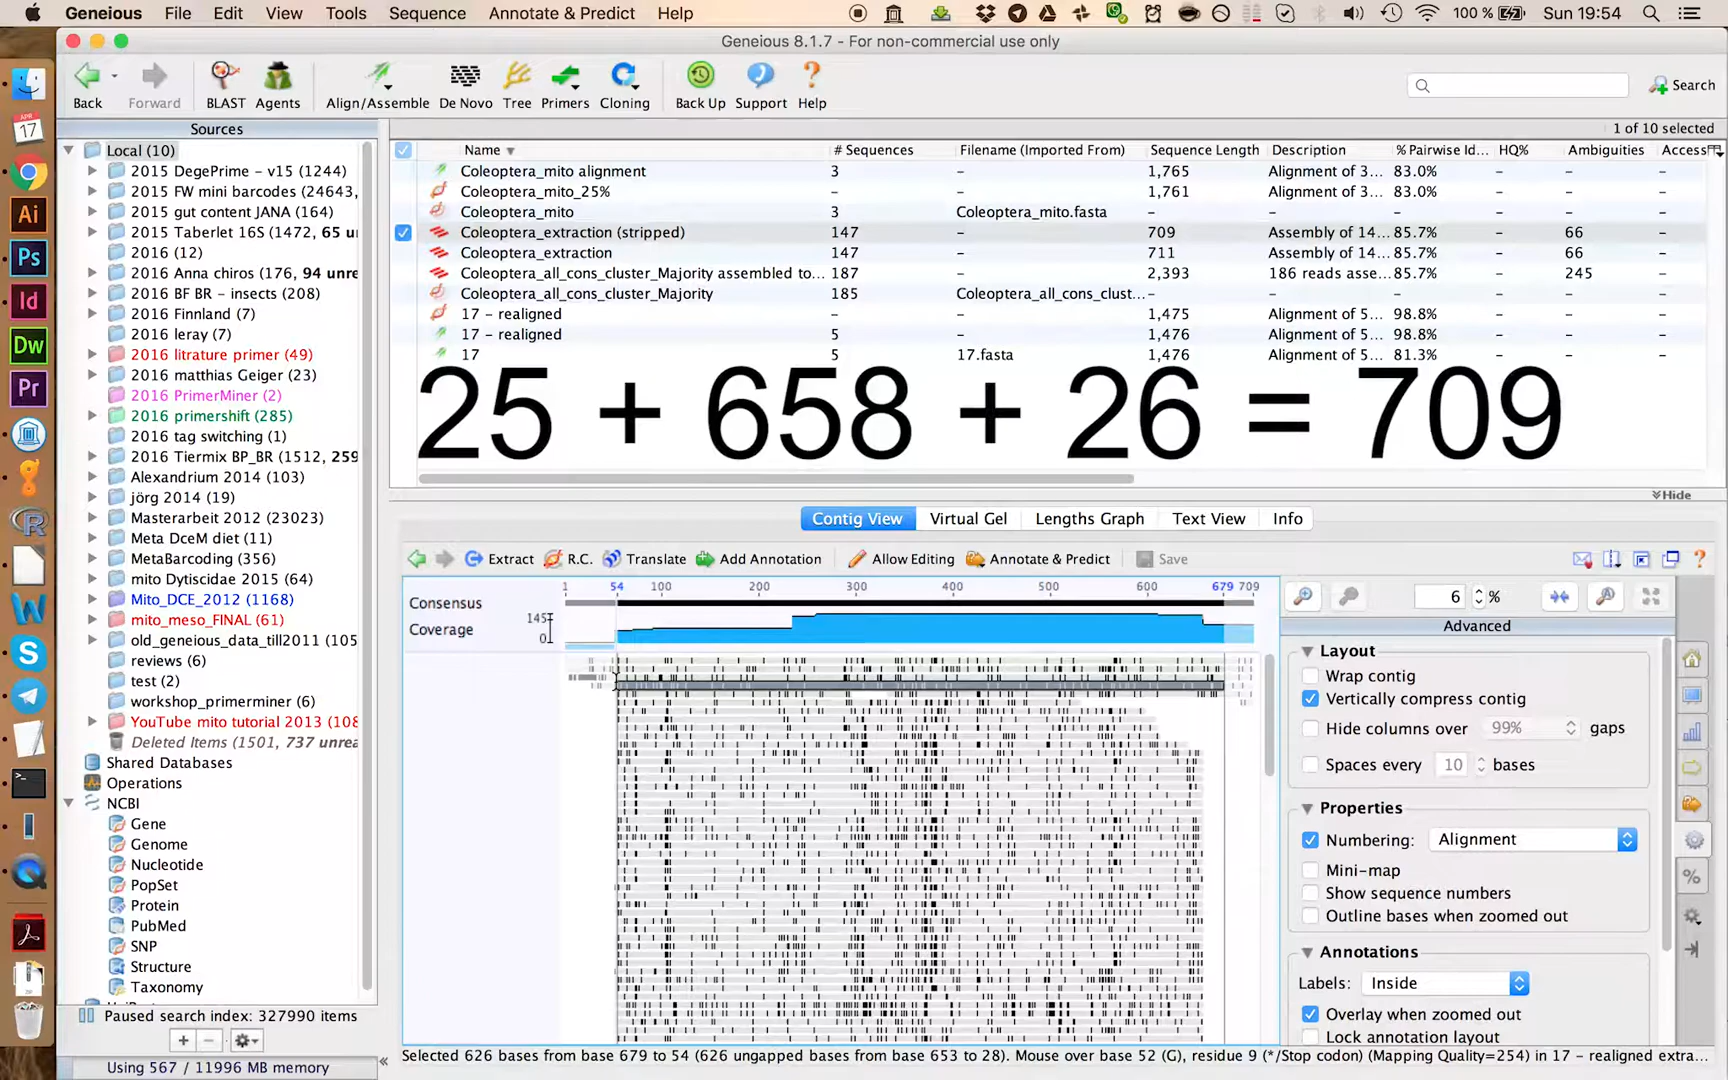 Geneious File Edit View Tools Sequence Annotate & Predict Help 100 % Sun 19:54
Geneious 8.1.7 - For non-commercial use only
Back Forward BLAST Agents Align/Assemble De Novo Tree Primers Cloning Back Up Support Help Search
Sources
1 of 10 selected
Local (10)
2015 DegePrime - v15 (1244)
2015 FW mini barcodes (24643,
2015 gut content JANA (164)
2015 Taberlet 16S (1472, 65 u
2016 (12)
2016 Anna chiros (176, 94 unre
2016 BF BR - insects (208)
2016 Finnland (7)
2016 leray (7)
2016 litrature primer (49)
2016 matthias Geiger (23)
2016 PrimerMiner (2)
2016 primershift (285)
2016 tag switching (1)
2016 Tiermix BP_BR (1512, 259
Alexandrium 2014 (103)
jörg 2014 (19)
Masterarbeit 2012 (23023)
Meta DceM diet (11)
MetaBarcoding (356)
mito Dytiscidae 2015 (64)
Mito_DCE_2012 (1168)
mito_meso_FINAL (61)
old_geneious_data_till2011 (105
reviews (6)
test (2)
workshop_primerminer (6)
YouTube mito tutorial 2013 (108
Deleted Items (1501, 737 unrea
Shared Databases
Operations
NCBI
Gene
Genome
Nucleotide
PopSet
Protein
PubMed
SNP
Structure
Taxonomy
Paused search index: 327990 items
Using 567 / 11996 MB memory
Name # Sequences Filename (Imported From) Sequence Length Description % Pairwise Id... HQ% Ambiguities Access
Coleoptera_mito alignment 3 – 1,765 Alignment of 3... 83.0% – – –
Coleoptera_mito_25% – – 1,761 Alignment of 3... 83.0% – – –
Coleoptera_mito 3 Coleoptera_mito.fasta – – – – – –
Coleoptera_extraction (stripped) 147 – 709 Assembly of 14... 85.7% – 66 –
Coleoptera_extraction 147 – 711 Assembly of 14... 85.7% – 66 –
Coleoptera_all_cons_cluster_Majority assembled to... 187 – 2,393 186 reads asse... 85.7% – 245 –
Coleoptera_all_cons_cluster_Majority 185 Coleoptera_all_cons_clust... – – – – – –
17 - realigned – – 1,475 Alignment of 5... 98.8% – – –
17 - realigned 5 – 1,476 Alignment of 5... 98.8% – – –
17 5 17.fasta 1,476 Alignment of 5... 81.3% – – –
25 + 658 + 26 = 709
Hide
Contig View Virtual Gel Lengths Graph Text View Info
Extract R.C. Translate Add Annotation Allow Editing Annotate & Predict Save
1 54 100 200 300 400 500 600 679 709
Consensus
Coverage 145 0
6 %
Advanced
Layout
Wrap contig
Vertically compress contig
Hide columns over 99% gaps
Spaces every 10 bases
Properties
Numbering: Alignment
Mini-map
Show sequence numbers
Outline bases when zoomed out
Annotations
Labels: Inside
Overlay when zoomed out
Lock annotation layout
Selected 626 bases from base 679 to 54 (626 ungapped bases from base 653 to 28). Mouse over base 52 (G), residue 9 (*/Stop codon) (Mapping Quality=254) in 17 - realigned extra...
APR
17
Ai
Ps
Id
Dw
Pr